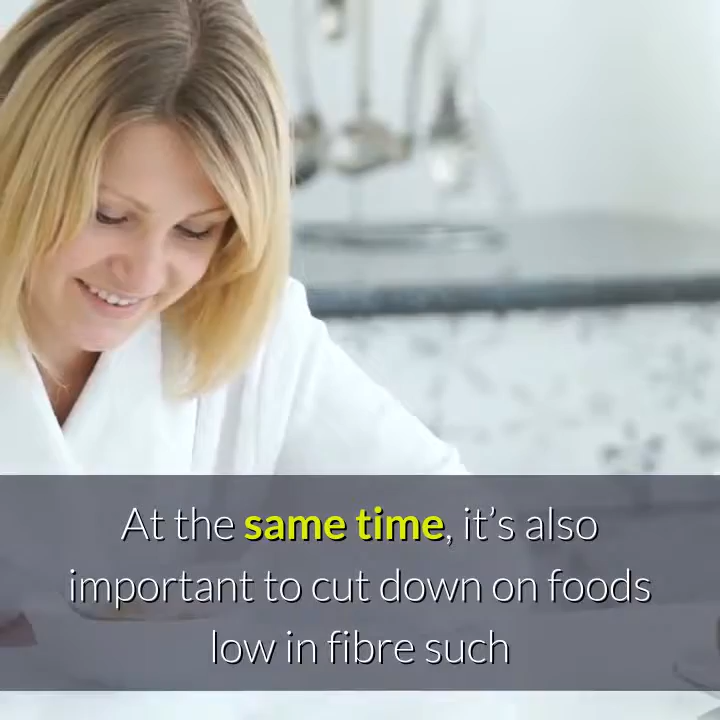 At the same time, it’s also
important to cut down on foods
low in fibre such